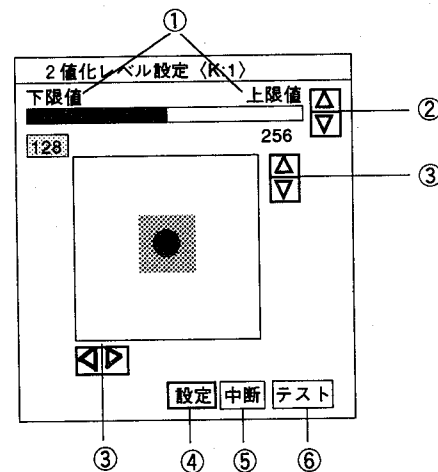 ①
2値化レベル設定〈K:1〉
下限値 上限値
②
128 256
③
設定 中断 テスト
③ ④ ⑤ ⑥